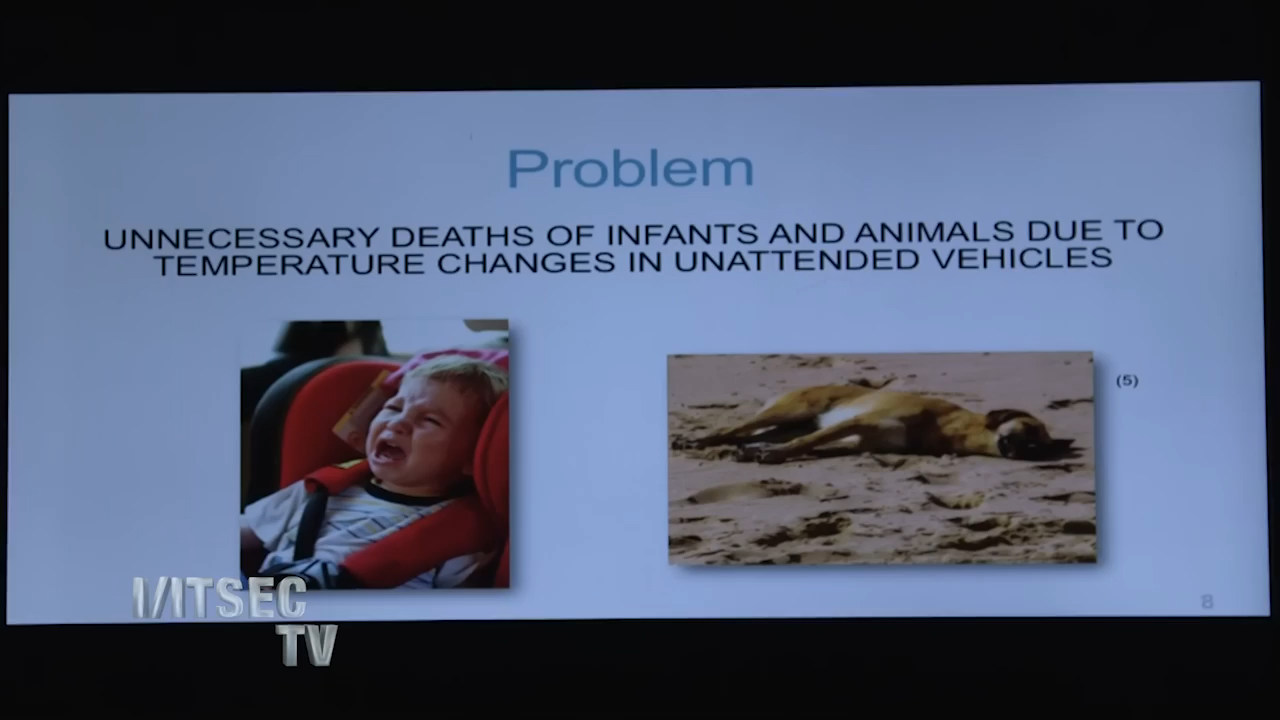 Problem
UNNECESSARY DEATHS OF INFANTS AND ANIMALS DUE TO
TEMPERATURE CHANGES IN UNATTENDED VEHICLES
(5)
8
I/ITSEC
TV